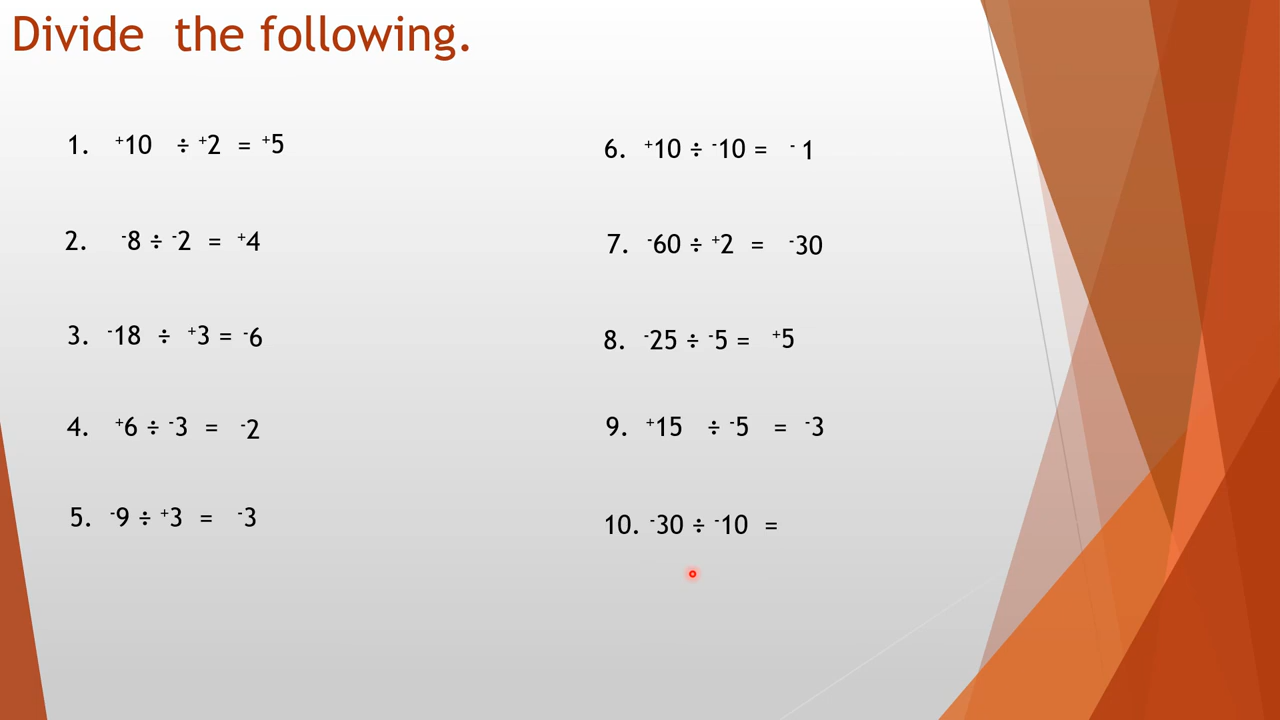 Divide  the following.
1.   ⁺10   ÷ ⁺2  = ⁺5
2.    ⁻8 ÷ ⁻2  =  ⁺4
3.  ⁻18  ÷  ⁺3 = ⁻6
4.   ⁺6 ÷ ⁻3  =   ⁻2
5.  ⁻9 ÷ ⁺3  =   ⁻3
6.  ⁺10 ÷ ⁻10 =   ⁻ 1
7.  ⁻60 ÷ ⁺2  =   ⁻30
8.  ⁻25 ÷ ⁻5 =   ⁺5
9.  ⁺15   ÷ ⁻5   =  ⁻3
10. ⁻30 ÷ ⁻10  =